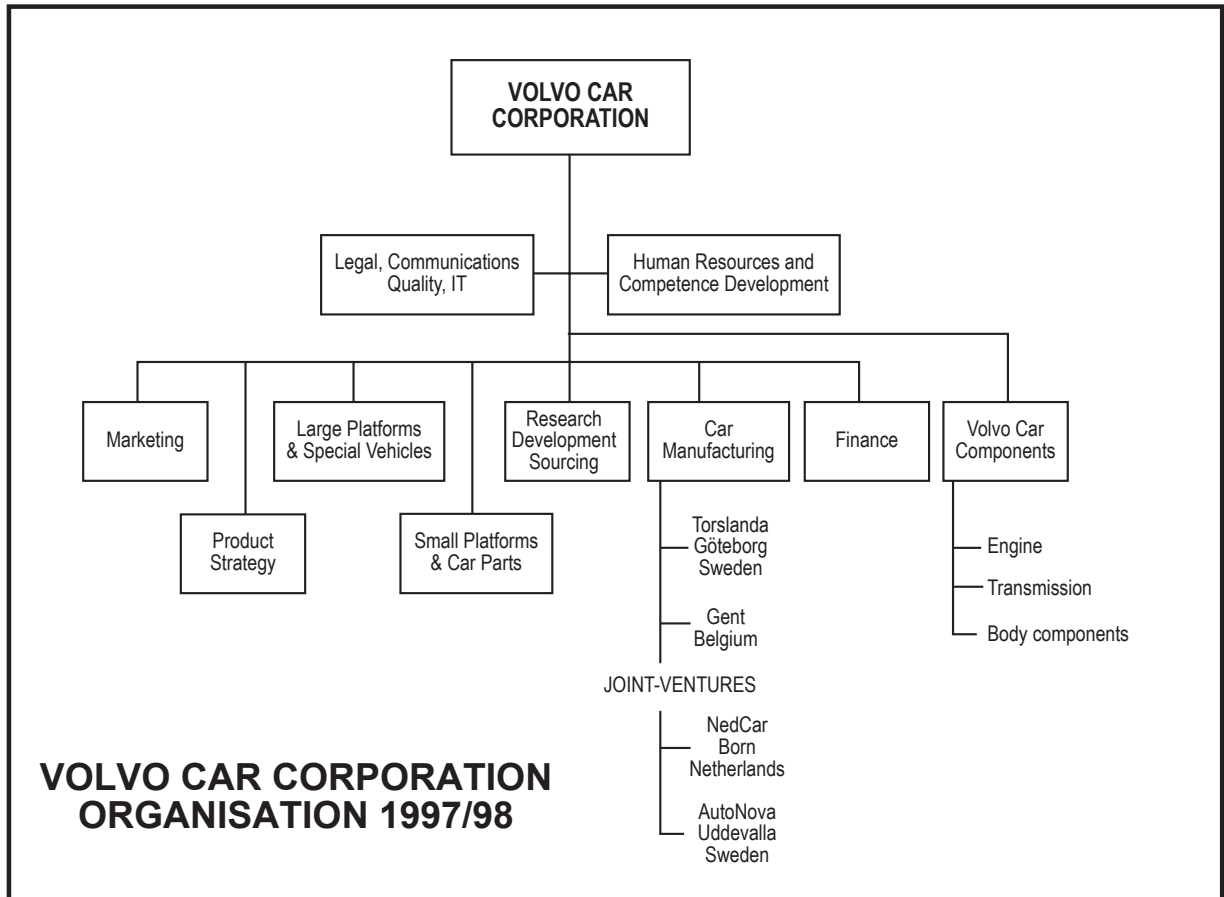 VOLVO CAR
CORPORATION
Legal, Communications
Quality, IT
Human Resources and
Competence Development
Marketing
Large Platforms
& Special Vehicles
Research
Development
Sourcing
Car
Manufacturing
Finance
Volvo Car
Components
Product
Strategy
Small Platforms
& Car Parts
Torslanda
Göteborg
Sweden
Gent
Belgium
JOINT-VENTURES
NedCar
Born
Netherlands
AutoNova
Uddevalla
Sweden
Engine
Transmission
Body components
VOLVO CAR CORPORATION
ORGANISATION 1997/98